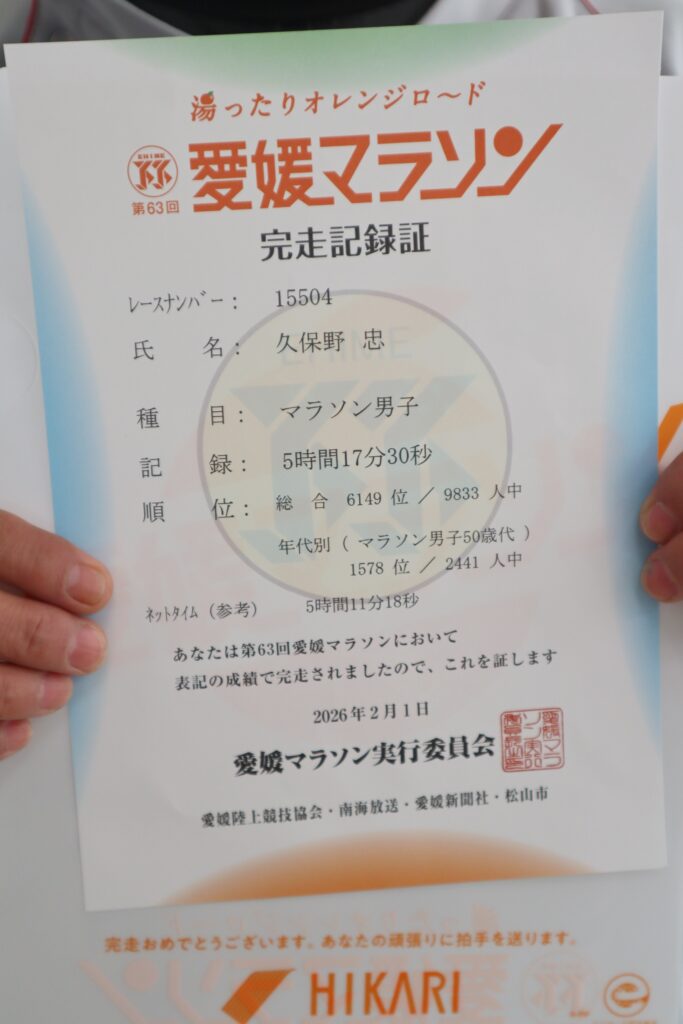 湯ったりオレンジロ〜ド
EHIME
第63回
愛媛マラソン
完走記録証
ﾚｰｽﾅﾝﾊﾞｰ： 15504
氏 名： 久保野 忠
種 目： マラソン男子
記 録： 5時間17分30秒
順 位： 総 合 6149 位 ／ 9833 人中
年代別（ マラソン男子50歳代 ）
1578 位 ／ 2441 人中
ﾈｯﾄﾀｲﾑ（参考） 5時間11分18秒
あなたは第63回愛媛マラソンにおいて
表記の成績で完走されましたので、これを証します
2026年2月1日
愛媛マラソン実行委員会
愛媛陸上競技協会・南海放送・愛媛新聞社・松山市
完走おめでとうございます。あなたの頑張りに拍手を送ります。
HIKARI